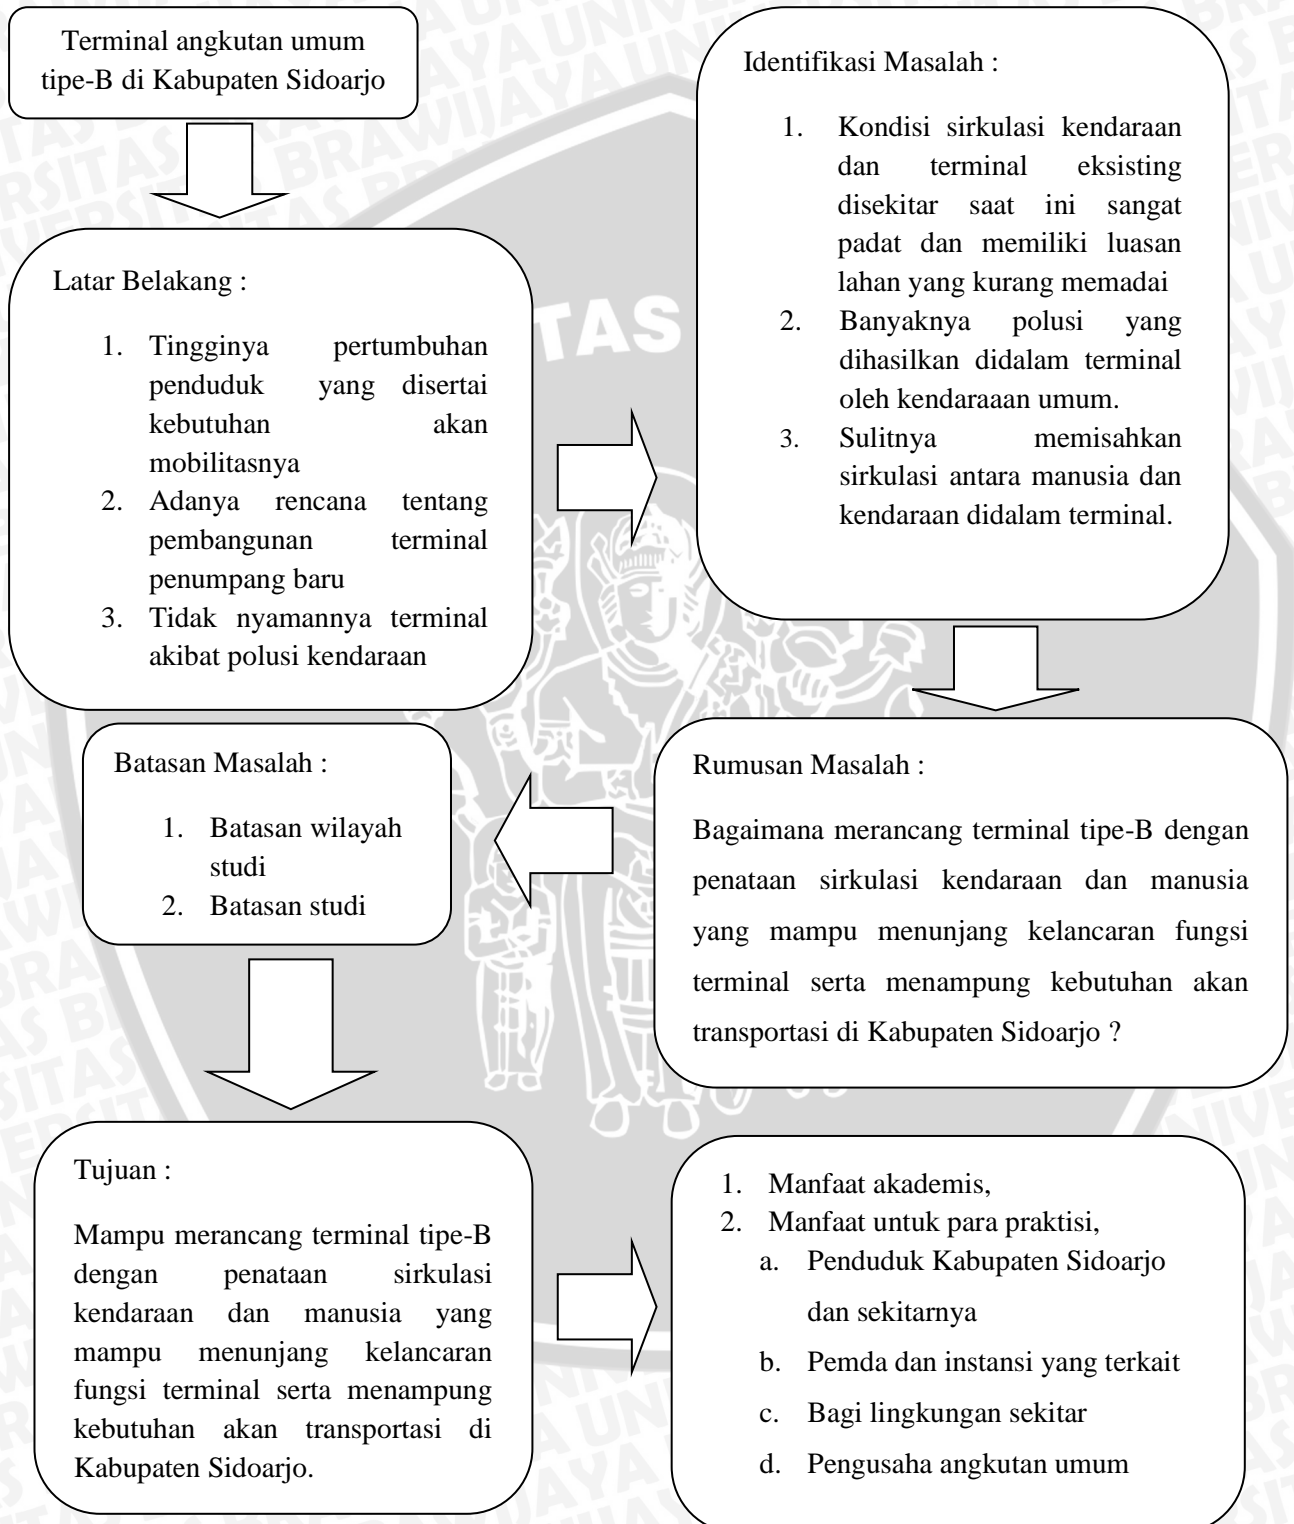 Terminal angkutan umum
tipe-B di Kabupaten Sidoarjo
Latar Belakang :
1. Tingginya pertumbuhan
penduduk yang disertai
kebutuhan akan
mobilitasnya
2. Adanya rencana tentang
pembangunan terminal
penumpang baru
3. Tidak nyamannya terminal
akibat polusi kendaraan
Identifikasi Masalah :
1. Kondisi sirkulasi kendaraan
dan terminal eksisting
disekitar saat ini sangat
padat dan memiliki luasan
lahan yang kurang memadai
2. Banyaknya polusi yang
dihasilkan didalam terminal
oleh kendaraaan umum.
3. Sulitnya memisahkan
sirkulasi antara manusia dan
kendaraan didalam terminal.
Rumusan Masalah :
Bagaimana merancang terminal tipe-B dengan
penataan sirkulasi kendaraan dan manusia
yang mampu menunjang kelancaran fungsi
terminal serta menampung kebutuhan akan
transportasi di Kabupaten Sidoarjo ?
Batasan Masalah :
1. Batasan wilayah
studi
2. Batasan studi
Tujuan :
Mampu merancang terminal tipe-B
dengan penataan sirkulasi
kendaraan dan manusia yang
mampu menunjang kelancaran
fungsi terminal serta menampung
kebutuhan akan transportasi di
Kabupaten Sidoarjo.
1. Manfaat akademis,
2. Manfaat untuk para praktisi,
a. Penduduk Kabupaten Sidoarjo
dan sekitarnya
b. Pemda dan instansi yang terkait
c. Bagi lingkungan sekitar
d. Pengusaha angkutan umum
TAS